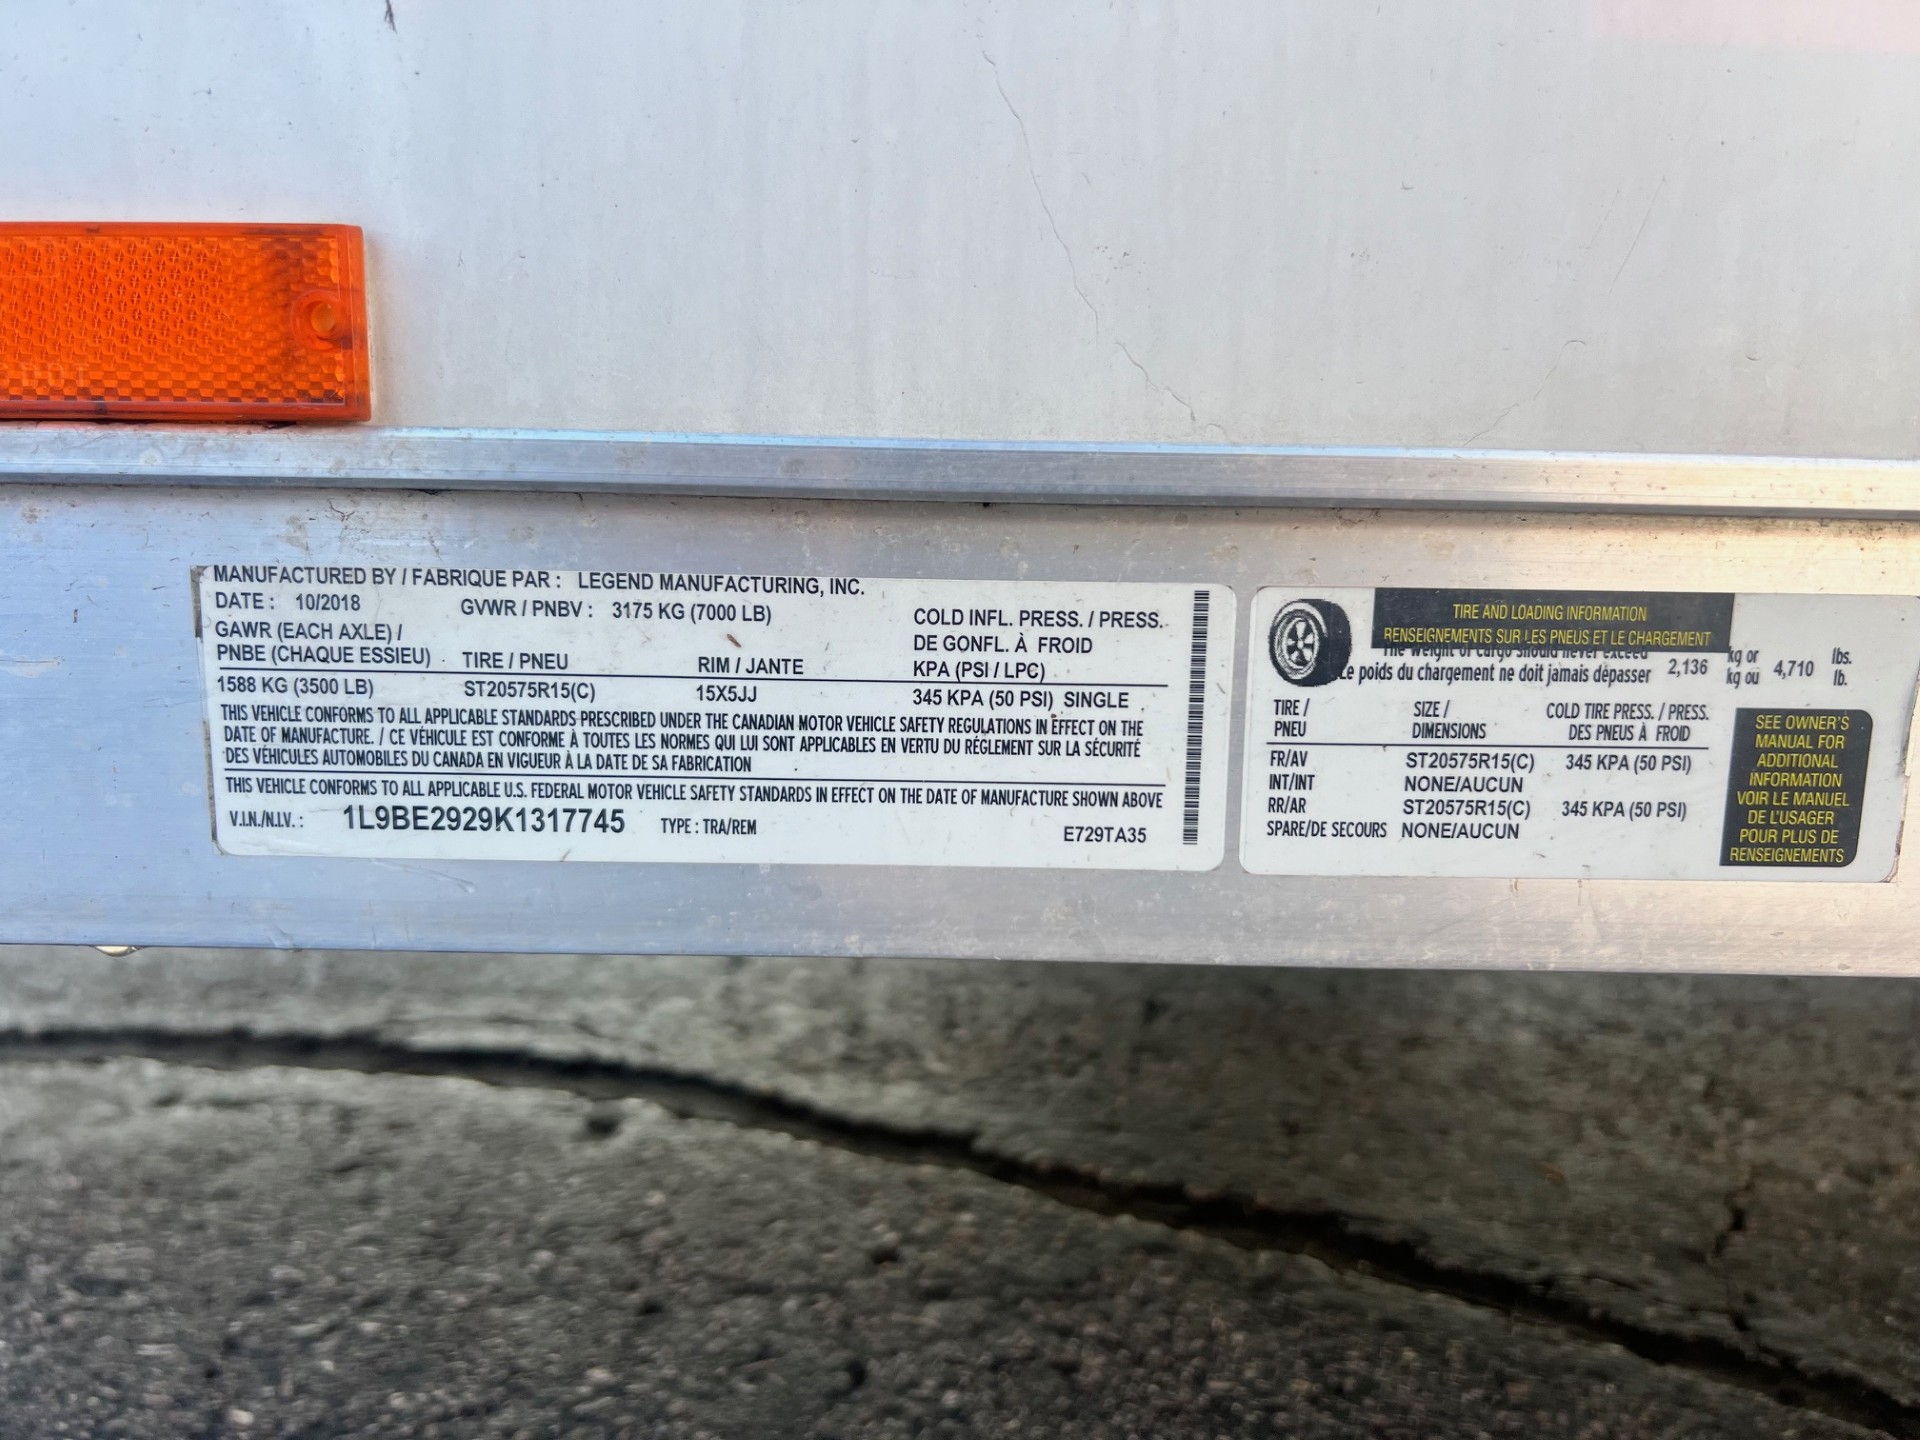 DOT
MANUFACTURED BY / FABRIQUE PAR : LEGEND MANUFACTURING, INC.
DATE : 10/2018 GVWR / PNBV : 3175 KG (7000 LB)
COLD INFL. PRESS. / PRESS.
DE GONFL. À FROID
KPA (PSI / LPC)
GAWR (EACH AXLE) /
PNBE (CHAQUE ESSIEU) TIRE / PNEU RIM / JANTE
1588 KG (3500 LB) ST20575R15(C) 15X5JJ 345 KPA (50 PSI) SINGLE
THIS VEHICLE CONFORMS TO ALL APPLICABLE STANDARDS PRESCRIBED UNDER THE CANADIAN MOTOR VEHICLE SAFETY REGULATIONS IN EFFECT ON THE
DATE OF MANUFACTURE. / CE VÉHICULE EST CONFORME À TOUTES LES NORMES QUI LUI SONT APPLICABLES EN VERTU DU RÉGLEMENT SUR LA SÉCURITÉ
DES VÉHICULES AUTOMOBILES DU CANADA EN VIGUEUR À LA DATE DE SA FABRICATION
THIS VEHICLE CONFORMS TO ALL APPLICABLE U.S. FEDERAL MOTOR VEHICLE SAFETY STANDARDS IN EFFECT ON THE DATE OF MANUFACTURE SHOWN ABOVE
V.I.N./N.I.V. : 1L9BE2929K1317745 TYPE : TRA/REM E729TA35
TIRE AND LOADING INFORMATION
RENSEIGNEMENTS SUR LES PNEUS ET LE CHARGEMENT
The weight of cargo should never exceed kg or lbs.
Le poids du chargement ne doit jamais dépasser 2,136 kg ou 4,710 lb.
TIRE / SIZE / COLD TIRE PRESS. / PRESS.
PNEU DIMENSIONS DES PNEUS À FROID
FR/AV ST20575R15(C) 345 KPA (50 PSI)
INT/INT NONE/AUCUN
RR/AR ST20575R15(C) 345 KPA (50 PSI)
SPARE/DE SECOURS NONE/AUCUN
SEE OWNER'S
MANUAL FOR
ADDITIONAL
INFORMATION
VOIR LE MANUEL
DE L'USAGER
POUR PLUS DE
RENSEIGNEMENTS